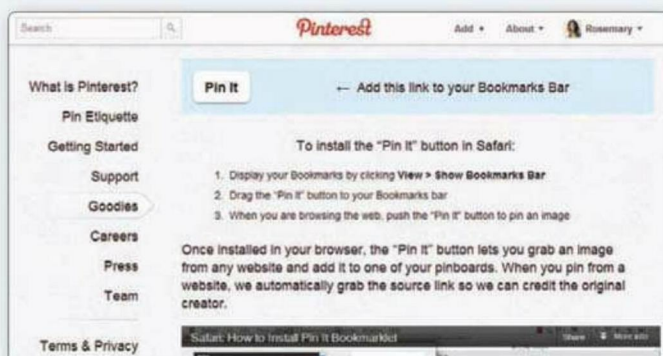 Search
Pinterest
Add +
About
Rosemary
What is Pinterest?
Pin Etiquette
Getting Started
Support
Goodies
Careers
Press
Team
Terms & Privacy
Pin It
← Add this link to your Bookmarks Bar
To install the "Pin It" button in Safari:
1. Display your Bookmarks by clicking View > Show Bookmarks Bar
2. Drag the "Pin It" button to your Bookmarks bar
3. When you are browsing the web, push the "Pin It" button to pin an image
Once installed in your browser, the "Pin It" button lets you grab an image
from any website and add it to one of your pinboards. When you pin from a
website, we automatically grab the source link so we can credit the original
creator.
Safari: How to Install Pin It Bookmarklet
Share
More info